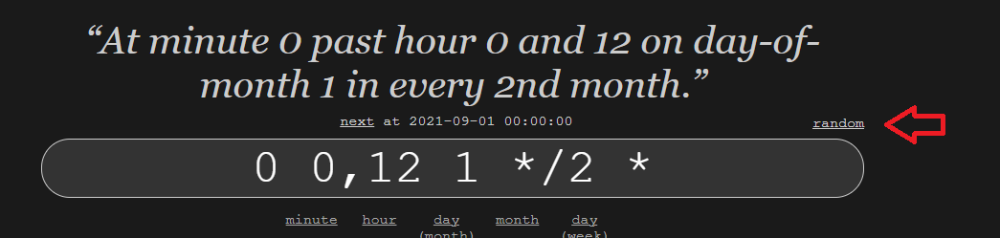 “At minute 0 past hour 0 and 12 on day-of-
month 1 in every 2nd month.”
next at 2021-09-01 00:00:00
random
0 0,12 1 */2 *
minute hour day month day
(month) (week)